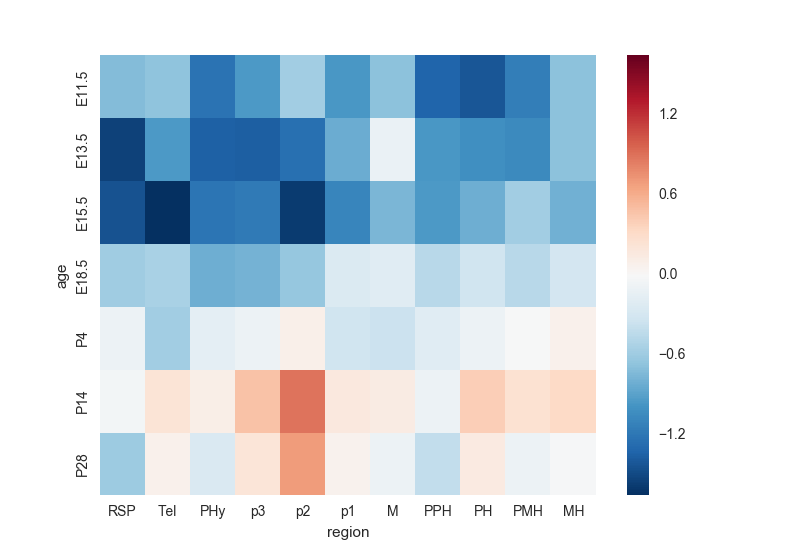 E11.5
E13.5
E15.5
E18.5
P4
P14
P28
age
RSP Tel PHy p3 p2 p1 M PPH PH PMH MH
region
1.2
0.6
0.0
−0.6
−1.2